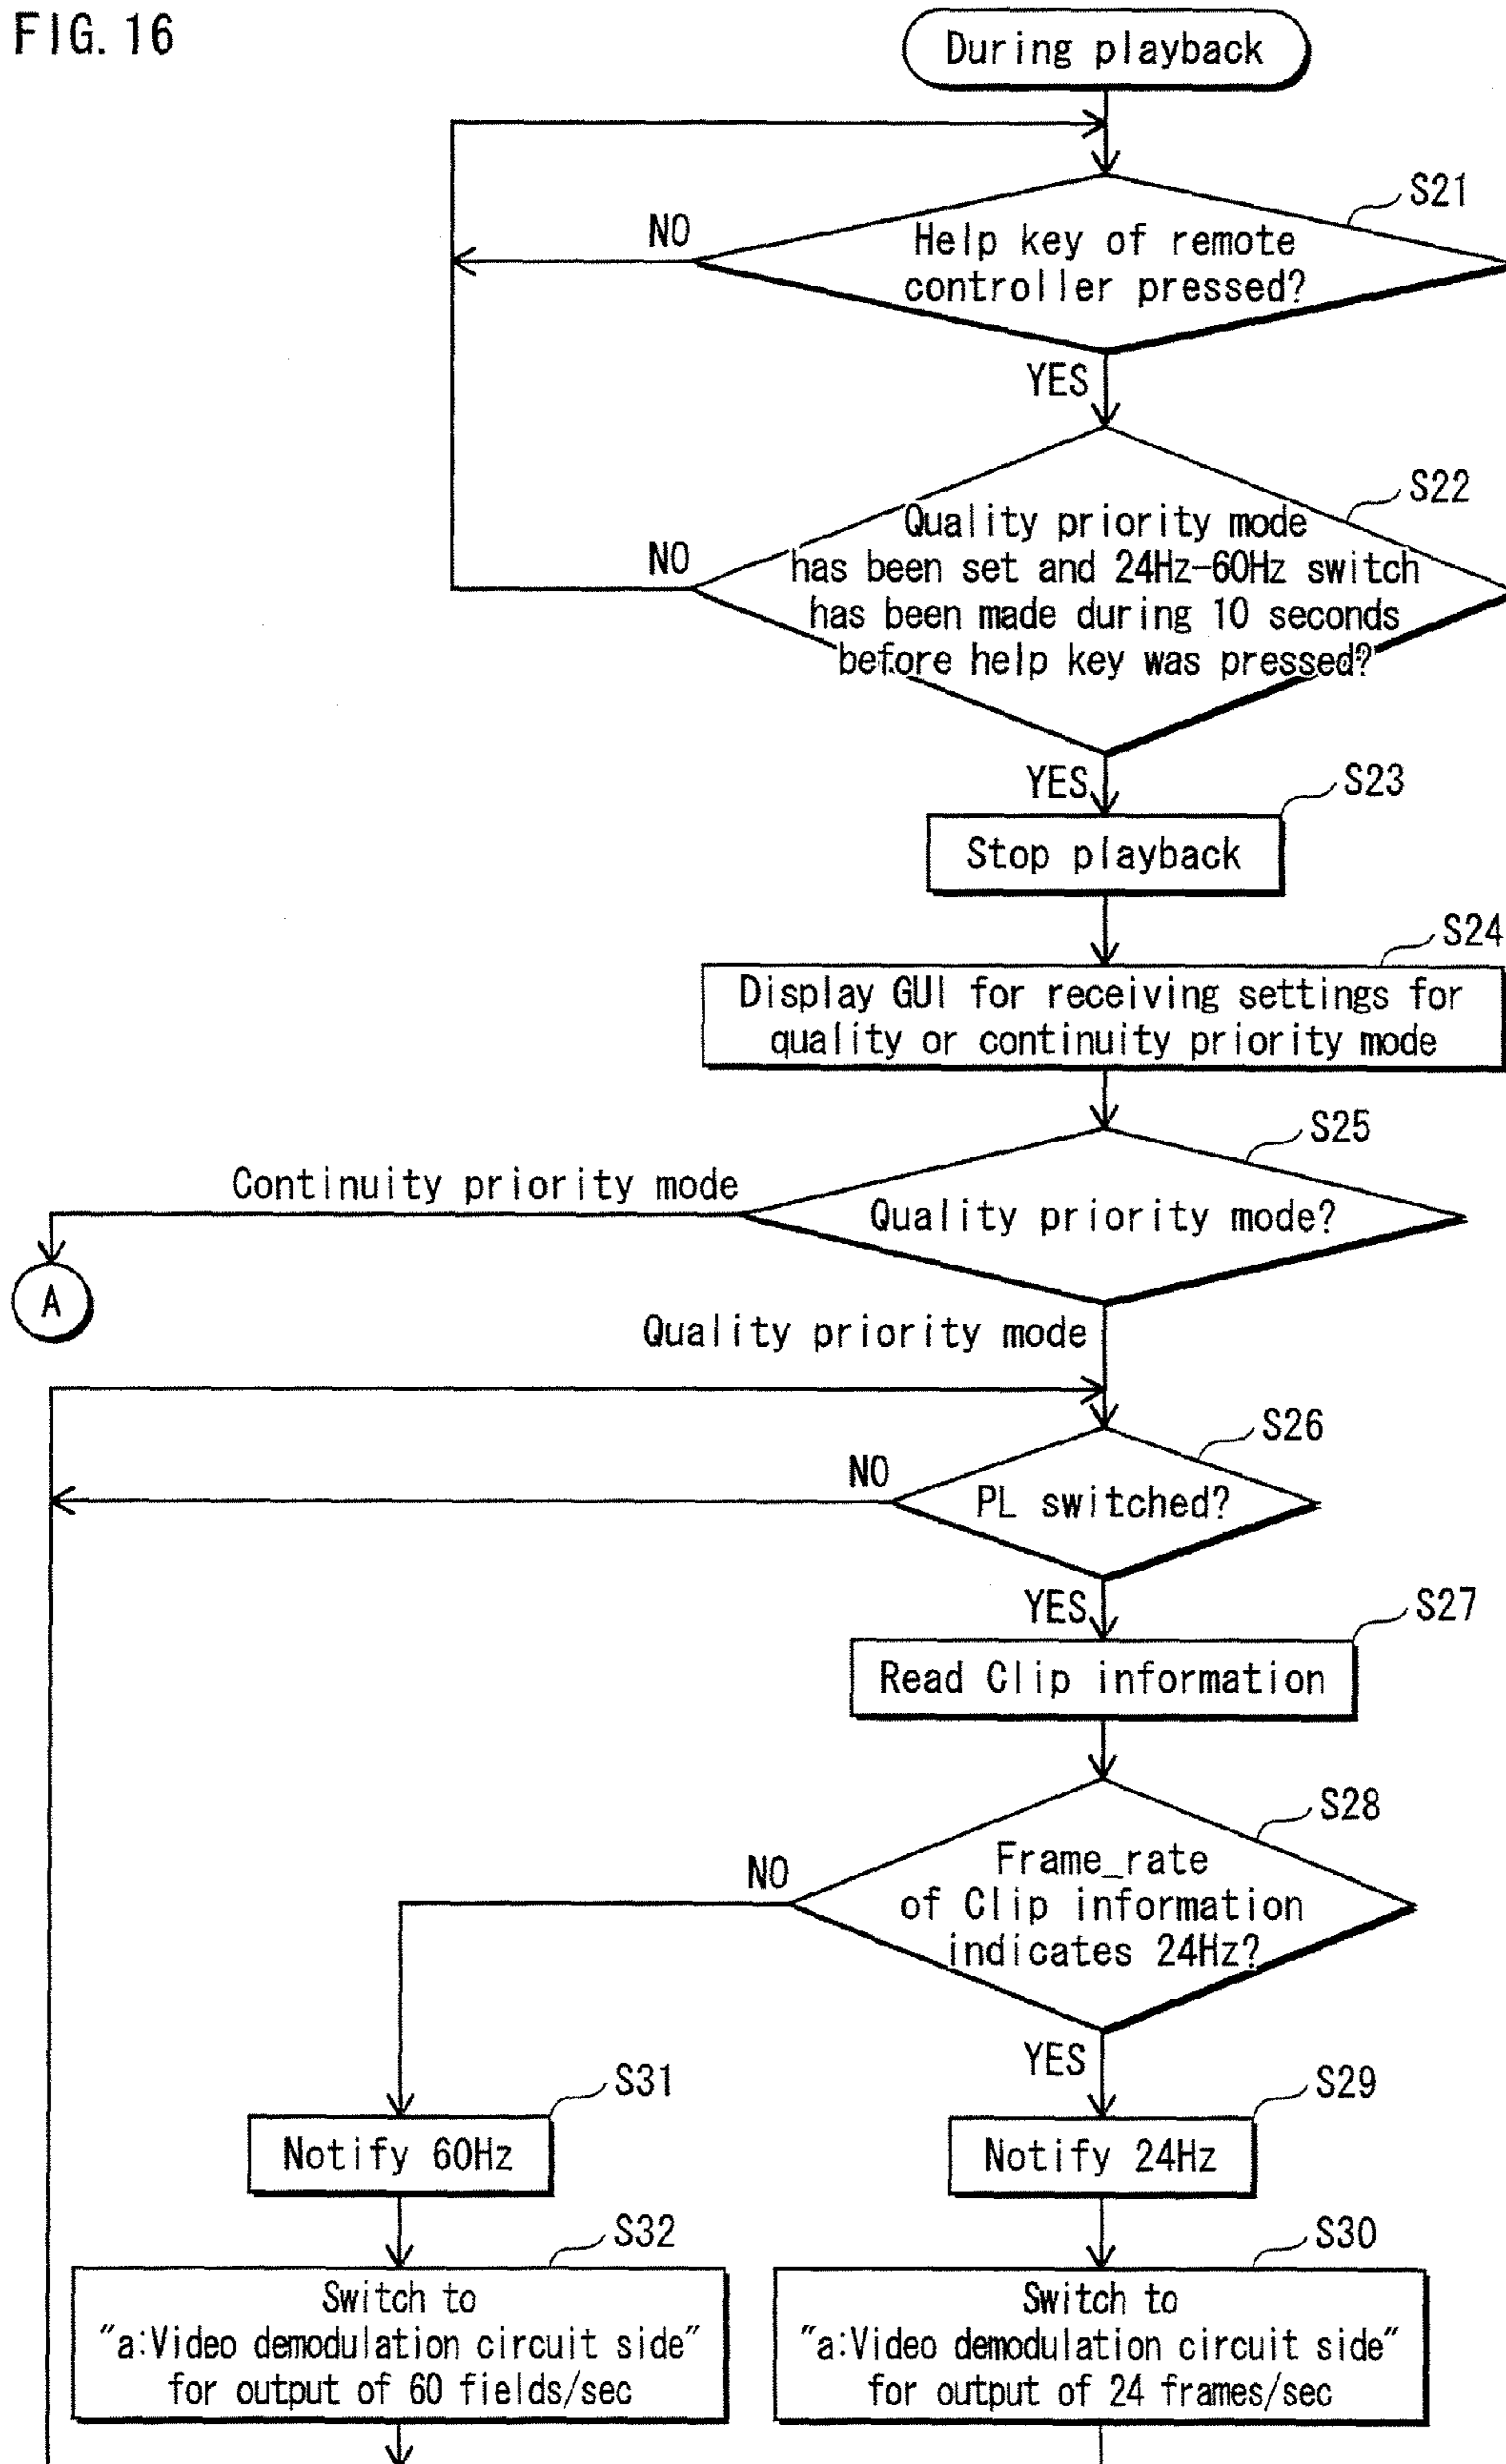 FIG. 16
During playback
S21
NO
Help key of remote
controller pressed?
YES
S22
NO
Quality priority mode
has been set and 24Hz-60Hz switch
has been made during 10 seconds
before help key was pressed?
YES
S23
Stop playback
S24
Display GUI for receiving settings for
quality or continuity priority mode
S25
Continuity priority mode
Quality priority mode?
A
Quality priority mode
S26
NO
PL switched?
YES
S27
Read Clip information
S28
NO
Frame_rate
of Clip information
indicates 24Hz?
YES
S31
S29
Notify 60Hz
Notify 24Hz
S32
S30
Switch to
"a:Video demodulation circuit side"
for output of 60 fields/sec
Switch to
"a:Video demodulation circuit side"
for output of 24 frames/sec